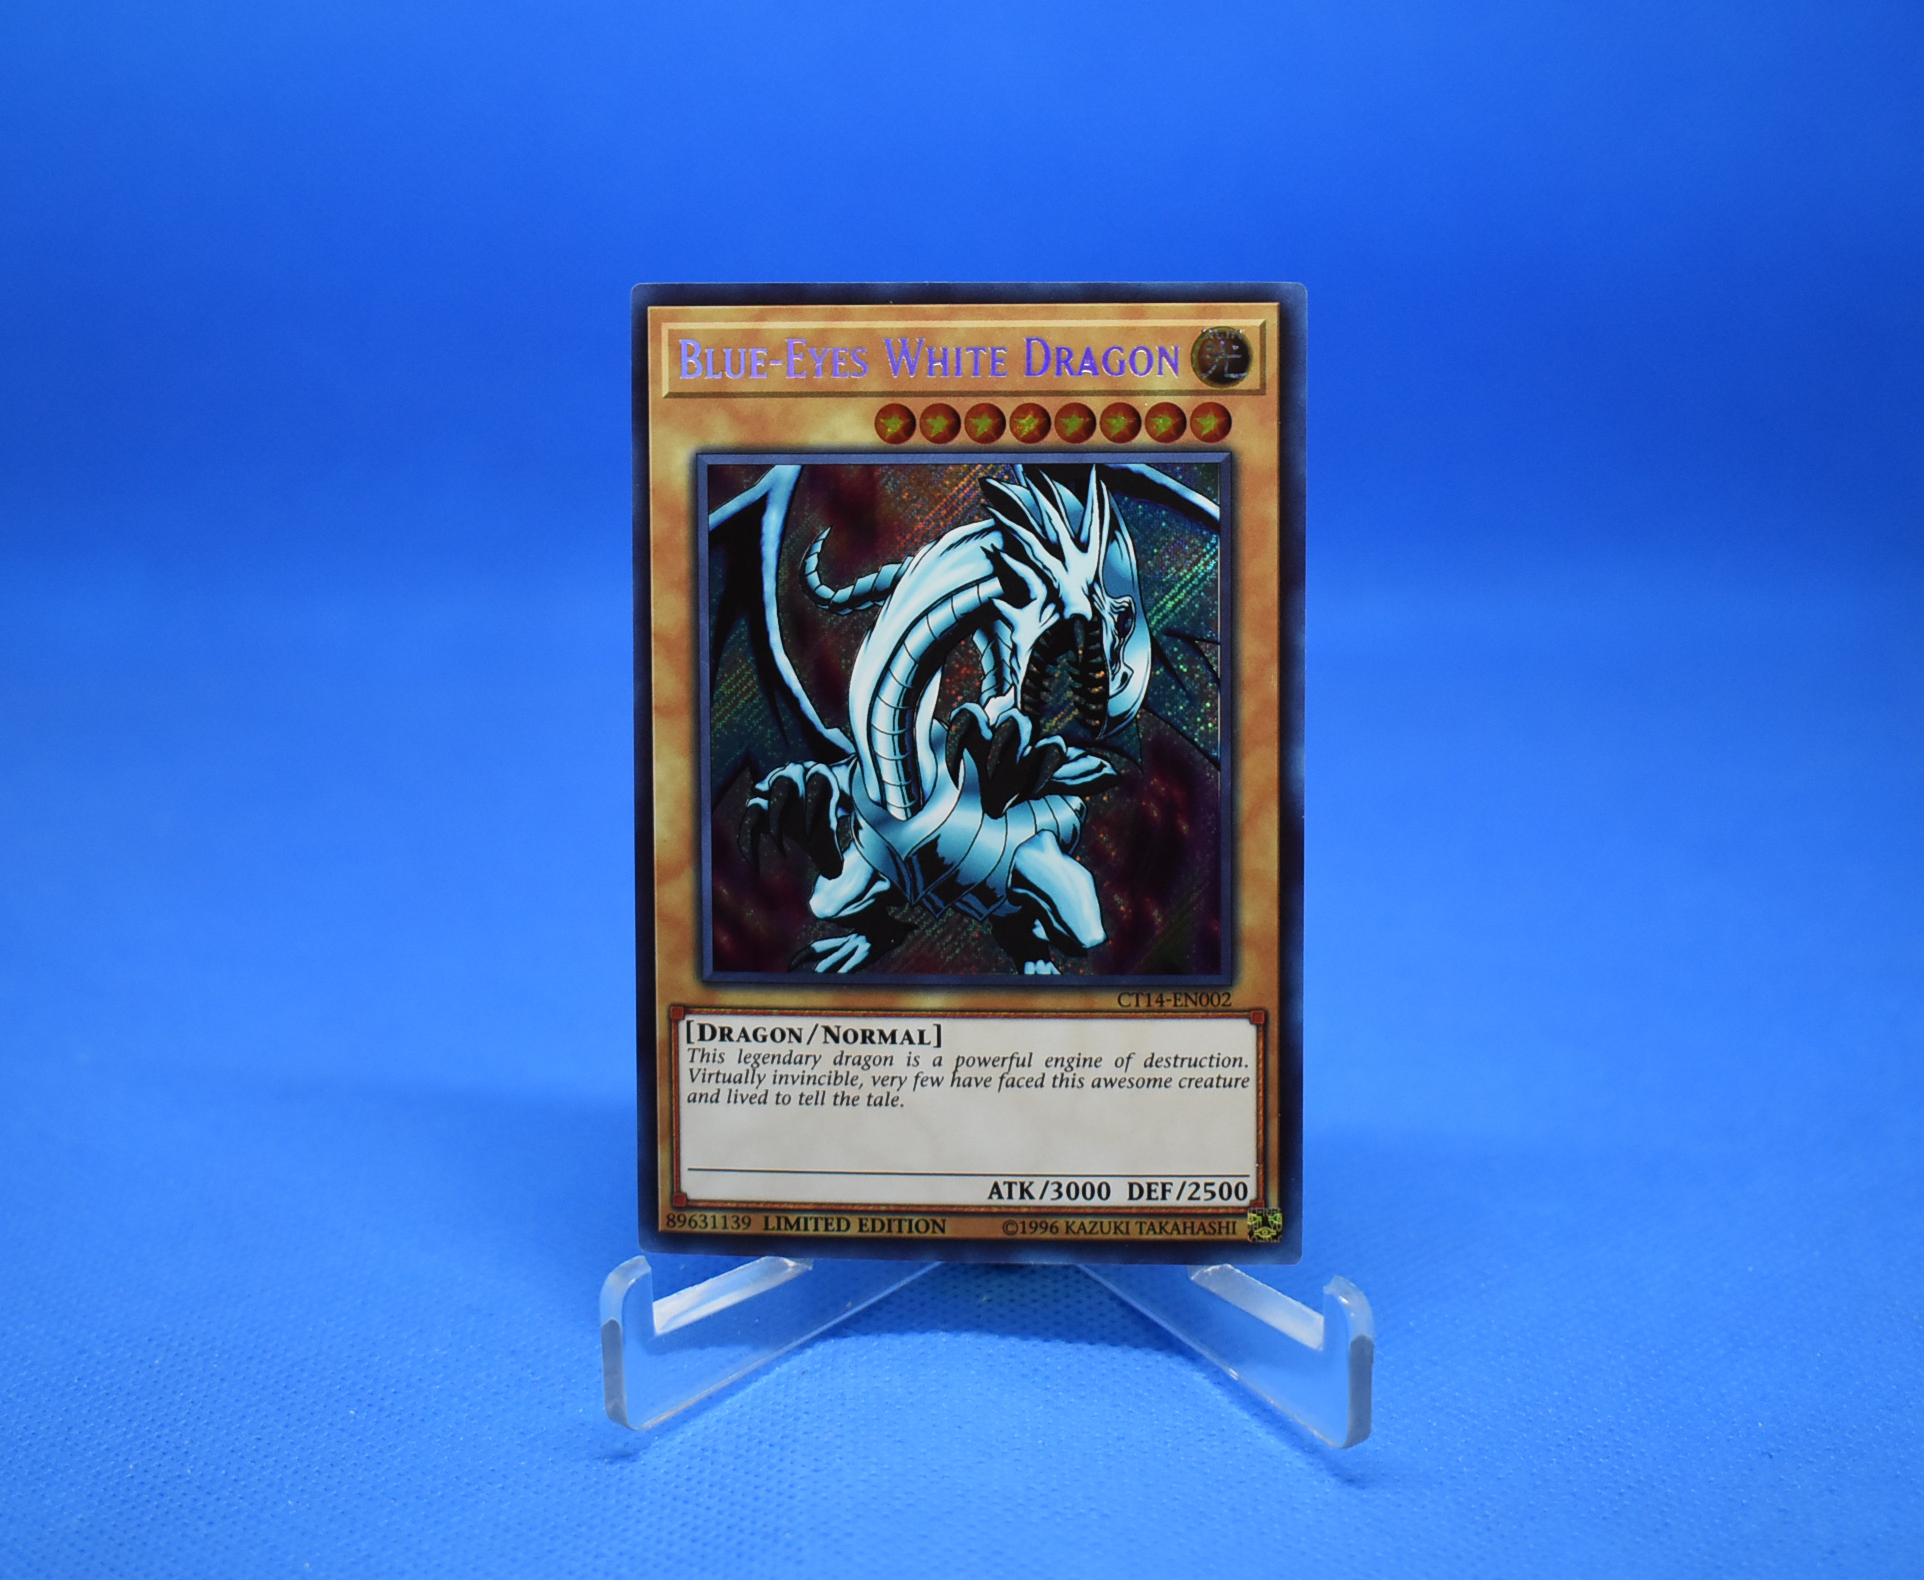 BLUE-EYES WHITE DRAGON
光
CT14-EN002
[DRAGON/NORMAL]
This legendary dragon is a powerful engine of destruction.
Virtually invincible, very few have faced this awesome creature
and lived to tell the tale.
ATK/3000 DEF/2500
89631139 LIMITED EDITION ©1996 KAZUKI TAKAHASHI